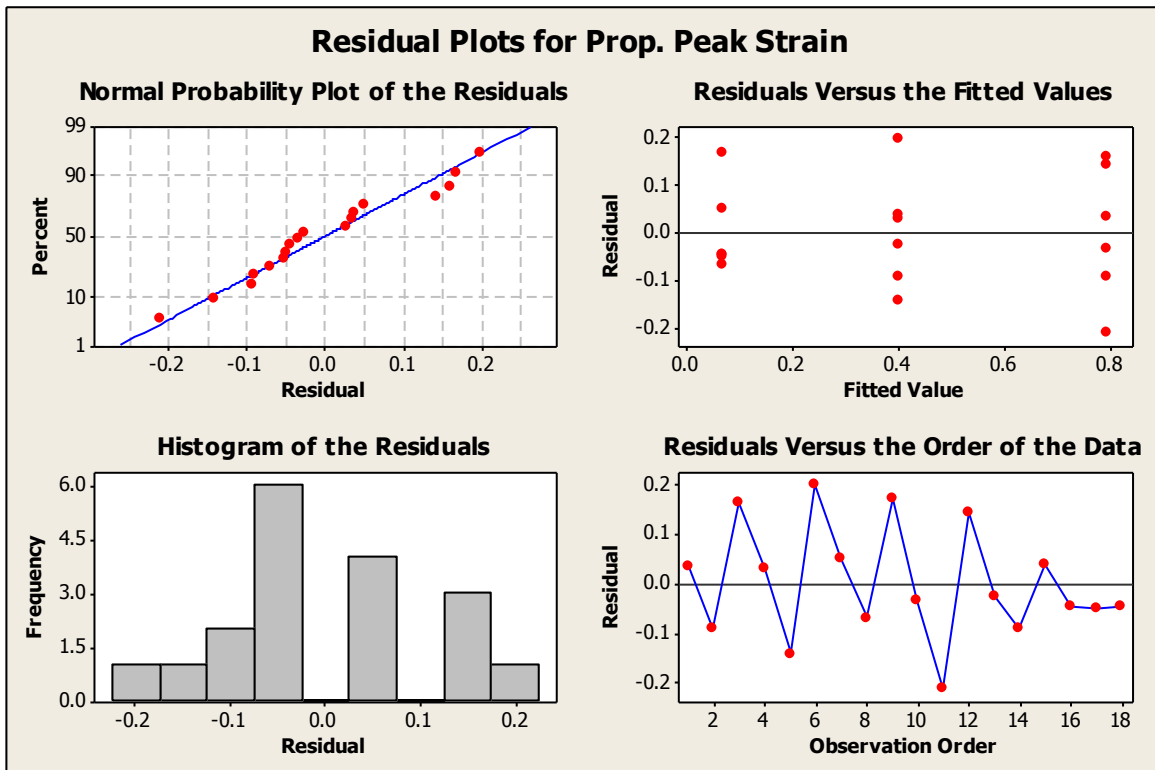 Residual Plots for Prop. Peak Strain
Normal Probability Plot of the Residuals
99
90
50
10
1
Percent
-0.2 -0.1 0.0 0.1 0.2
Residual
Residuals Versus the Fitted Values
0.2
0.1
0.0
-0.1
-0.2
Residual
0.0 0.2 0.4 0.6 0.8
Fitted Value
Histogram of the Residuals
6.0
4.5
3.0
1.5
0.0
Frequency
-0.2 -0.1 0.0 0.1 0.2
Residual
Residuals Versus the Order of the Data
0.2
0.1
0.0
-0.1
-0.2
Residual
2 4 6 8 10 12 14 16 18
Observation Order